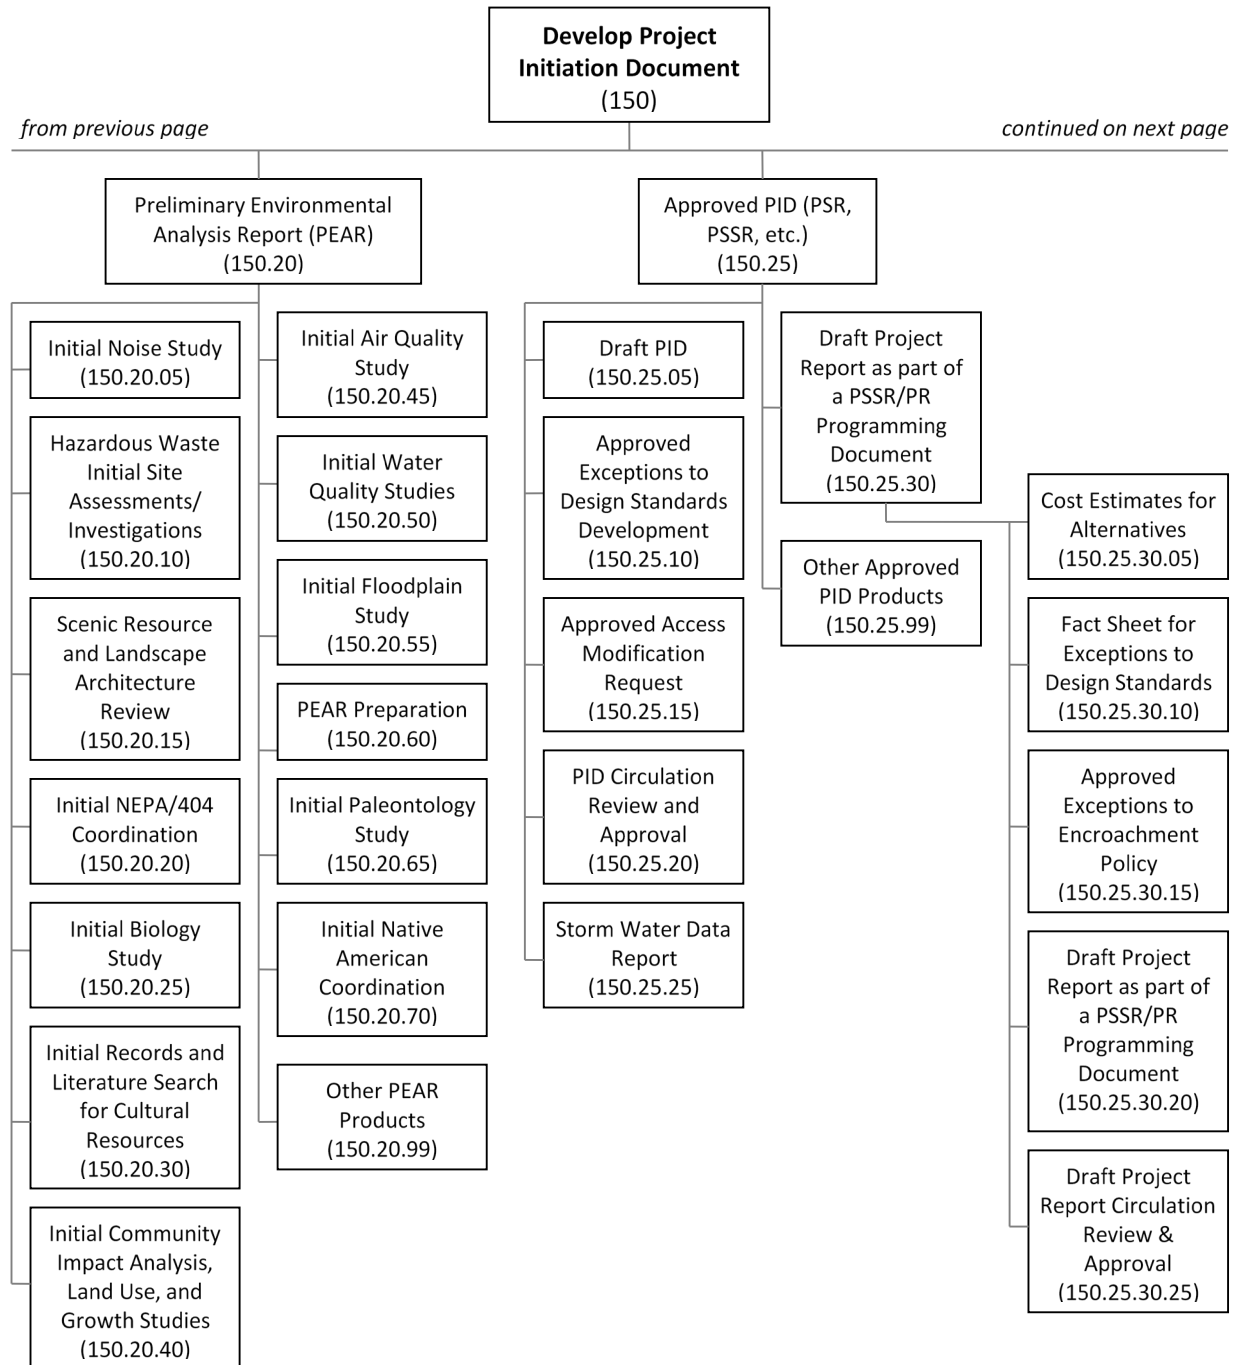 Develop Project
Initiation Document
(150)
from previous page
continued on next page
Preliminary Environmental
Analysis Report (PEAR)
(150.20)
Approved PID (PSR,
PSSR, etc.)
(150.25)
Initial Noise Study
(150.20.05)
Hazardous Waste
Initial Site
Assessments/
Investigations
(150.20.10)
Scenic Resource
and Landscape
Architecture
Review
(150.20.15)
Initial NEPA/404
Coordination
(150.20.20)
Initial Biology
Study
(150.20.25)
Initial Records and
Literature Search
for Cultural
Resources
(150.20.30)
Initial Community
Impact Analysis,
Land Use, and
Growth Studies
(150.20.40)
Initial Air Quality
Study
(150.20.45)
Initial Water
Quality Studies
(150.20.50)
Initial Floodplain
Study
(150.20.55)
PEAR Preparation
(150.20.60)
Initial Paleontology
Study
(150.20.65)
Initial Native
American
Coordination
(150.20.70)
Other PEAR
Products
(150.20.99)
Draft PID
(150.25.05)
Approved
Exceptions to
Design Standards
Development
(150.25.10)
Approved Access
Modification
Request
(150.25.15)
PID Circulation
Review and
Approval
(150.25.20)
Storm Water Data
Report
(150.25.25)
Draft Project
Report as part of
a PSSR/PR
Programming
Document
(150.25.30)
Other Approved
PID Products
(150.25.99)
Cost Estimates for
Alternatives
(150.25.30.05)
Fact Sheet for
Exceptions to
Design Standards
(150.25.30.10)
Approved
Exceptions to
Encroachment
Policy
(150.25.30.15)
Draft Project
Report as part of
a PSSR/PR
Programming
Document
(150.25.30.20)
Draft Project
Report Circulation
Review &
Approval
(150.25.30.25)